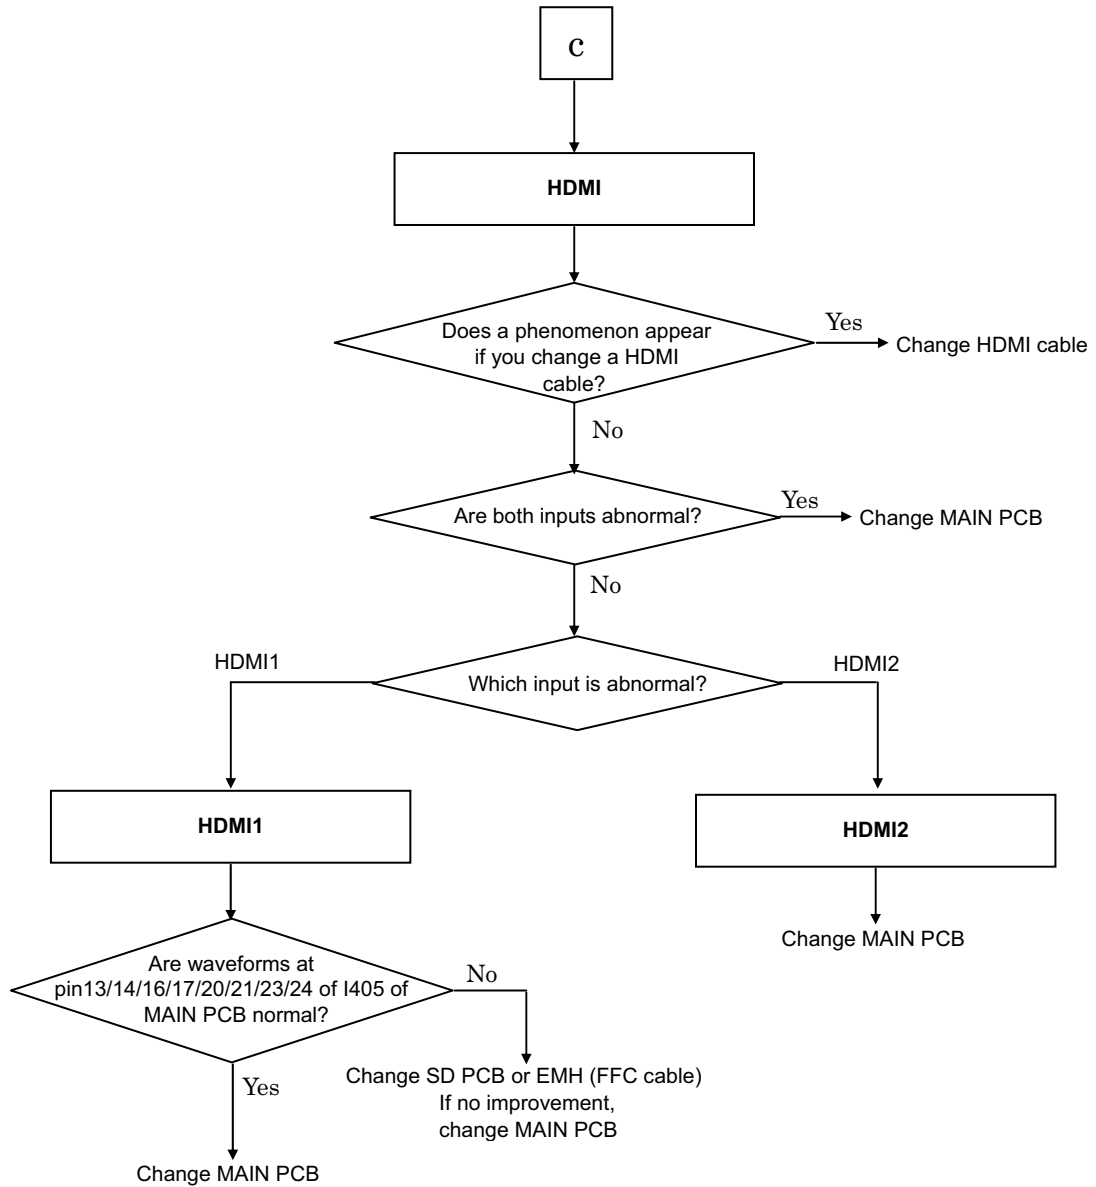 c
HDMI
Does a phenomenon appear
if you change a HDMI
cable?
Yes
Change HDMI cable
No
Are both inputs abnormal?
Yes
Change MAIN PCB
No
HDMI1
Which input is abnormal?
HDMI2
HDMI1
HDMI2
Change MAIN PCB
Are waveforms at
pin13/14/16/17/20/21/23/24 of I405 of
MAIN PCB normal?
No
Change SD PCB or EMH (FFC cable)
If no improvement,
change MAIN PCB
Yes
Change MAIN PCB